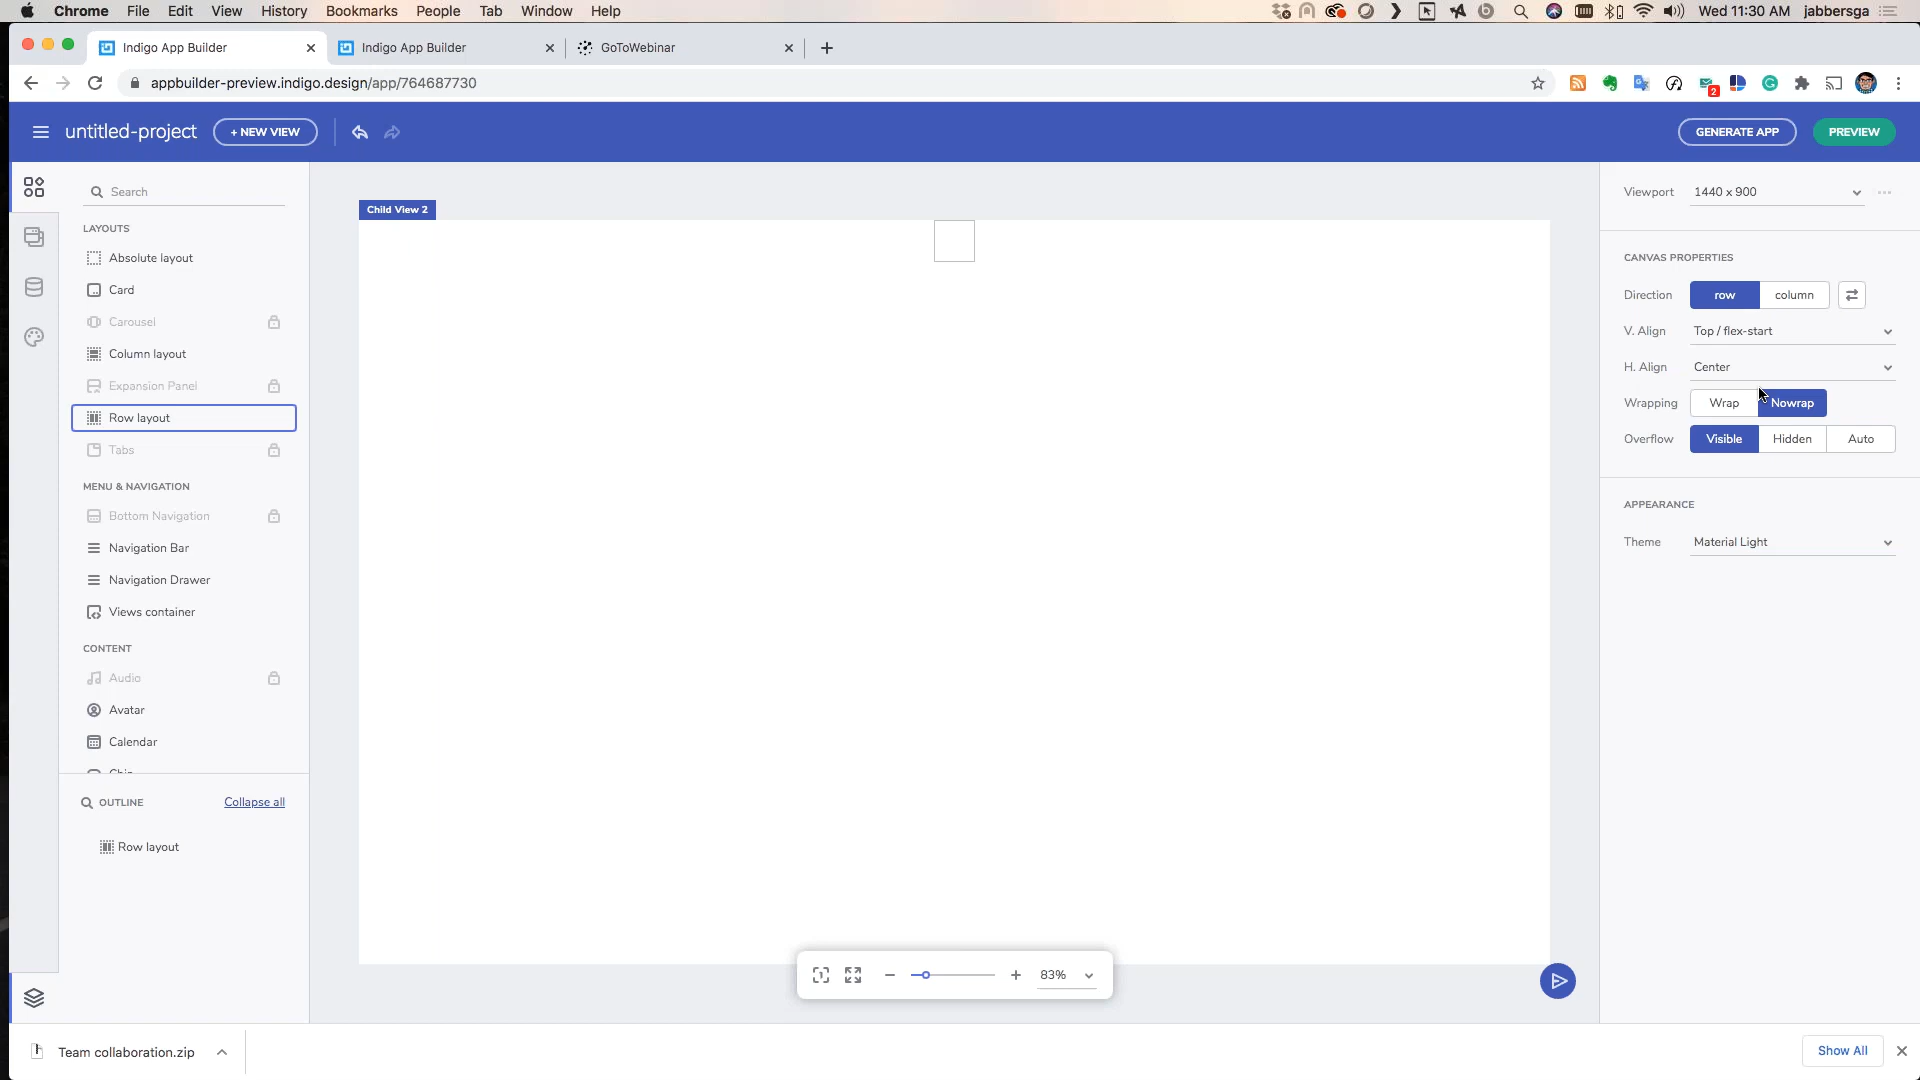 Chrome File Edit View History Bookmarks People Tab Window Help Wed 11:30 AM jabbersga
Indigo App Builder Indigo App Builder GoToWebinar
appbuilder-preview.indigo.design/app/764687730 2
untitled-project + NEW VIEW GENERATE APP PREVIEW
Search
LAYOUTS
Absolute layout
Card
Carousel
Column layout
Expansion Panel
Row layout
Tabs
MENU & NAVIGATION
Bottom Navigation
Navigation Bar
Navigation Drawer
Views container
CONTENT
Audio
Avatar
Calendar
OUTLINE Collapse all
Row layout
Child View 2
83%
Viewport 1440 x 900
CANVAS PROPERTIES
Direction row column
V. Align Top / flex-start
H. Align Center
Wrapping Wrap Nowrap
Overflow Visible Hidden Auto
APPEARANCE
Theme Material Light
Team collaboration.zip Show All